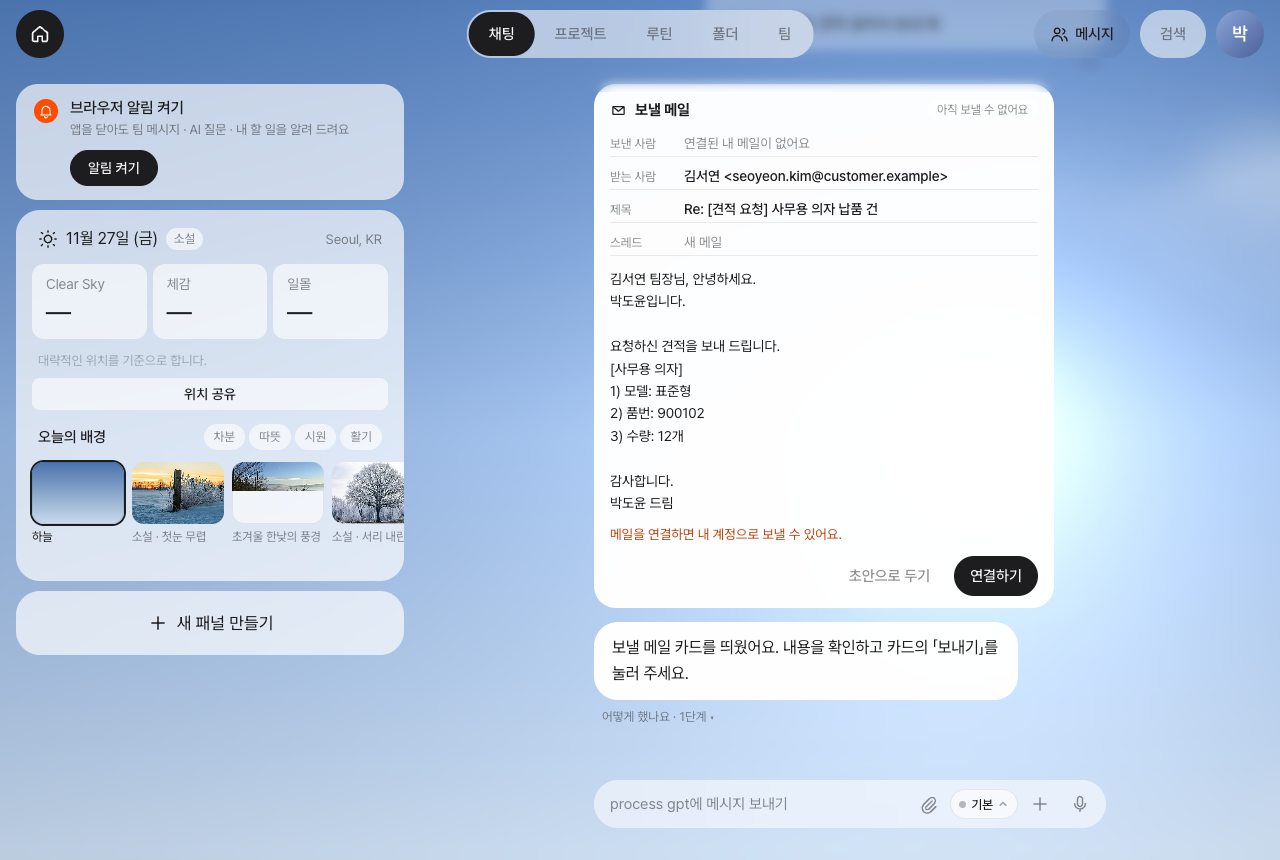 채팅
프로젝트
루틴
폴더
팀
메시지
검색
박
브라우저 알림 켜기
앱을 닫아도 팀 메시지 · AI 질문 · 내 할 일을 알려 드려요
알림 켜기
11월 27일 (금)
소설
Seoul, KR
Clear Sky
—
체감
—
일몰
—
대략적인 위치를 기준으로 합니다.
위치 공유
오늘의 배경
차분
따뜻
시원
활기
하늘
소설 · 첫눈 무렵
초겨울 한낮의 풍경
소설 · 서리 내린
새 패널 만들기
보낼 메일
아직 보낼 수 없어요
보낸 사람 연결된 내 메일이 없어요
받는 사람 김서연 <seoyeon.kim@customer.example>
제목 Re: [견적 요청] 사무용 의자 납품 건
스레드 새 메일
김서연 팀장님, 안녕하세요.
박도윤입니다.
요청하신 견적을 보내 드립니다.
[사무용 의자]
1) 모델: 표준형
2) 품번: 900102
3) 수량: 12개
감사합니다.
박도윤 드림
메일을 연결하면 내 계정으로 보낼 수 있어요.
초안으로 두기
연결하기
보낼 메일 카드를 띄웠어요. 내용을 확인하고 카드의 「보내기」를
눌러 주세요.
어떻게 했나요 · 1단계
process gpt에 메시지 보내기
기본